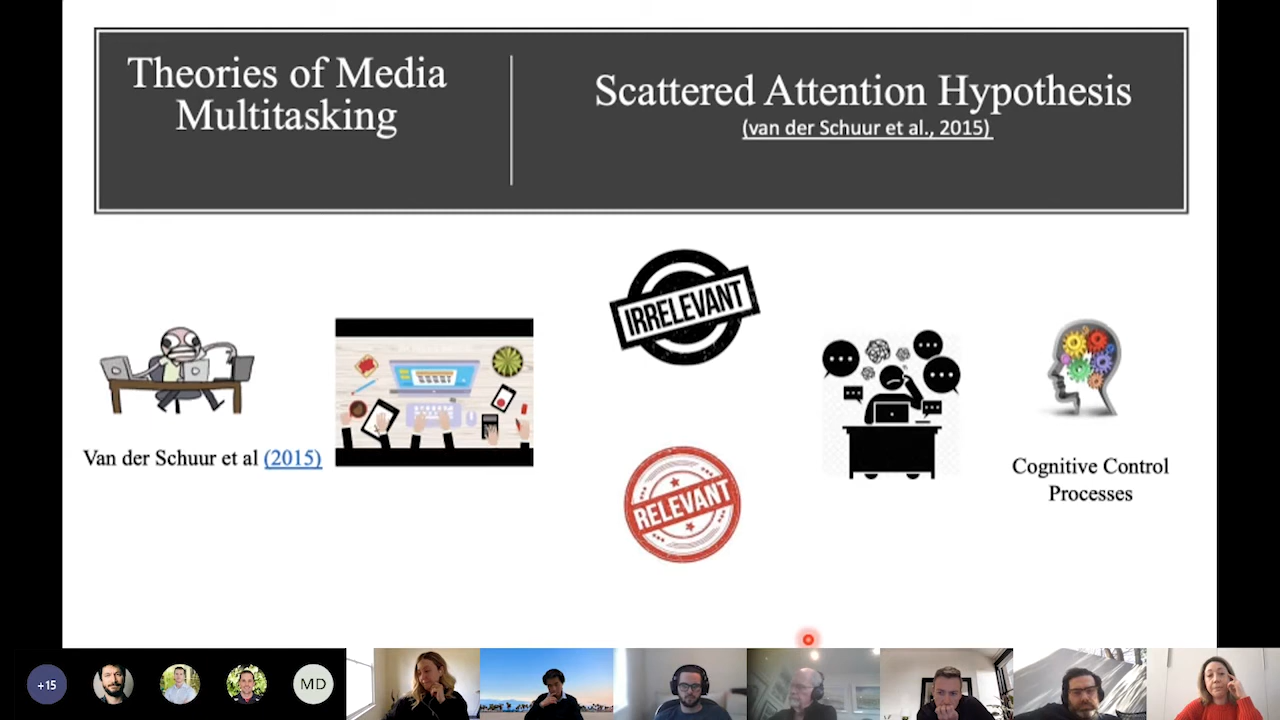 Theories of Media
Multitasking
Scattered Attention Hypothesis
(van der Schuur et al., 2015)
IRRELEVANT
RELEVANT
Van der Schuur et al (2015)
Cognitive Control
Processes
+15
MD